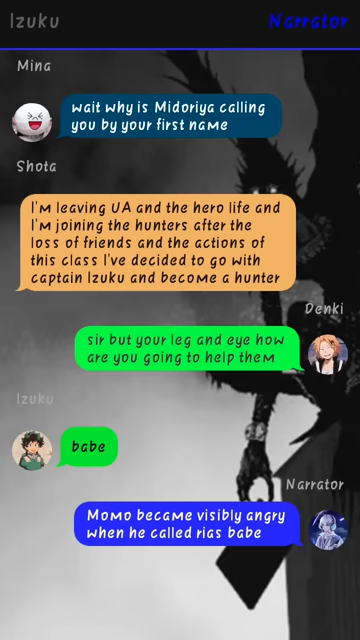 Izuku
Narrator
Mina
wait why is Midoriya calling
you by your first name
Shota
I'm leaving UA and the hero life and
I'm joining the hunters after the
loss of friends and the actions of
this class I've decided to go with
captain Izuku and become a hunter
Denki
sir but your leg and eye how
are you going to help them
Izuku
babe
Narrator
Momo became visibly angry
when he called rias babe